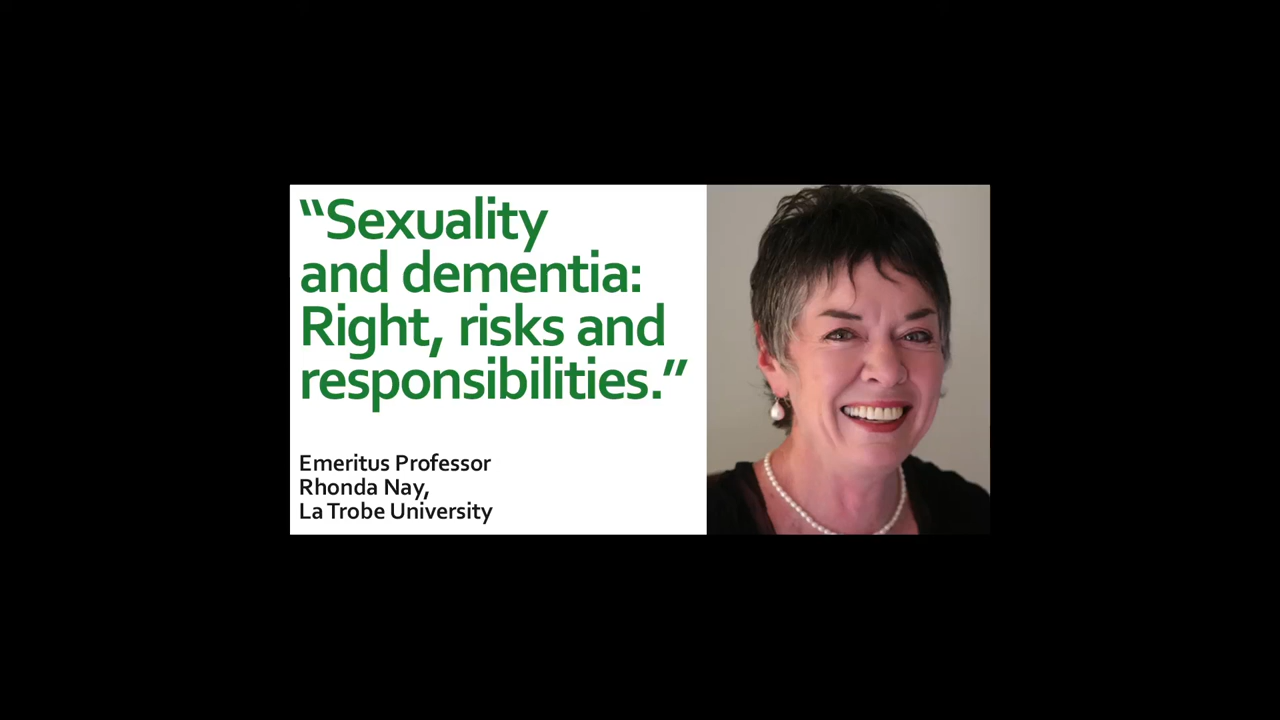 “Sexuality
and dementia:
Right, risks and
responsibilities.”
Emeritus Professor
Rhonda Nay,
La Trobe University